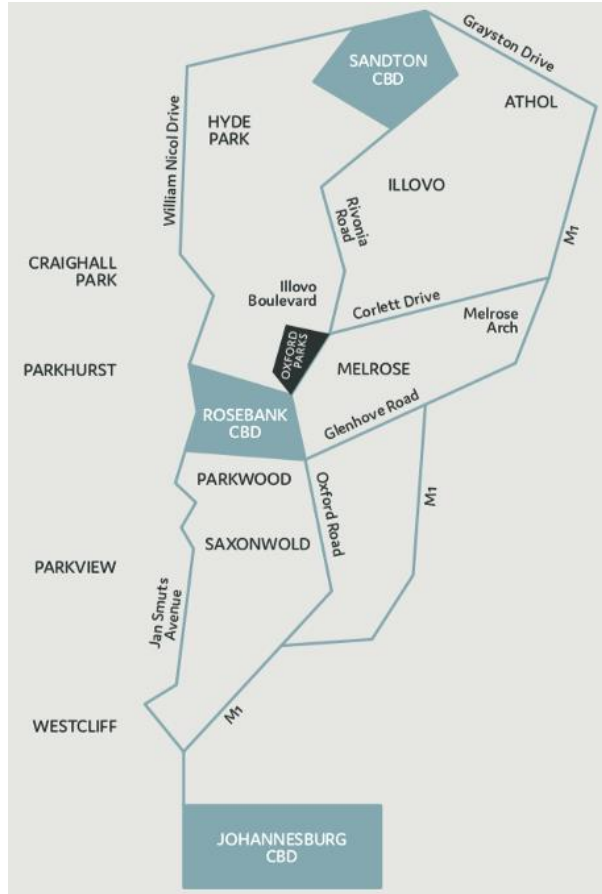 Grayston Drive
SANDTON
CBD
ATHOL
HYDE
PARK
William Nicol Drive
ILLOVO
Rivonia
Road
M1
CRAIGHALL
PARK
Illovo
Boulevard
Corlett Drive
Melrose
Arch
OXFORD
PARKS
PARKHURST
MELROSE
ROSEBANK
CBD
Glenhove Road
PARKWOOD
Oxford Road
M1
SAXONWOLD
PARKVIEW
Jan Smuts
Avenue
WESTCLIFF
M1
JOHANNESBURG
CBD